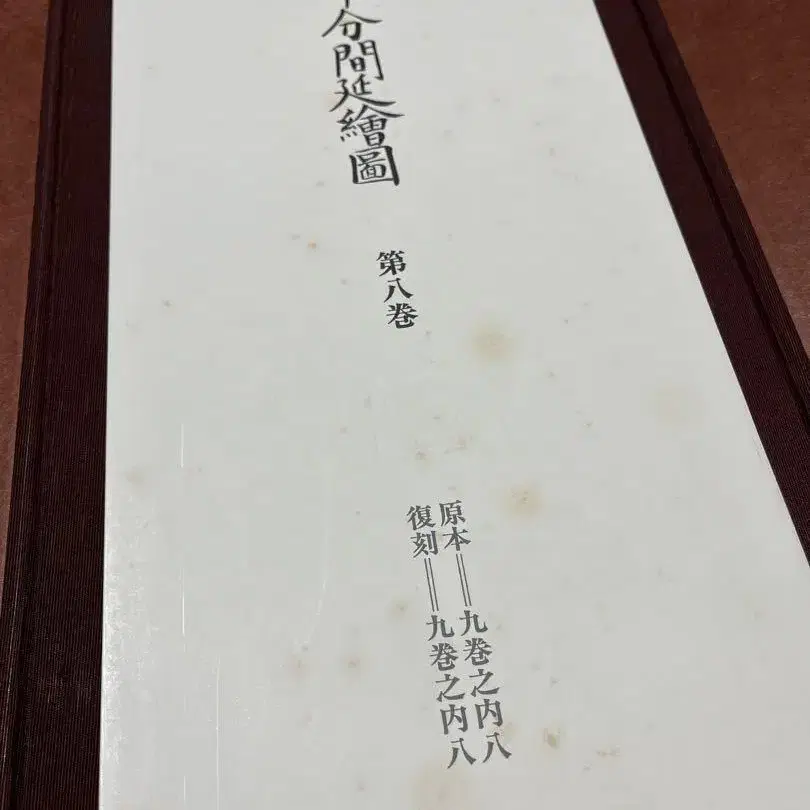 分間延繪圖
第八巻
原本＝九巻之内八
復刻＝九巻之内八